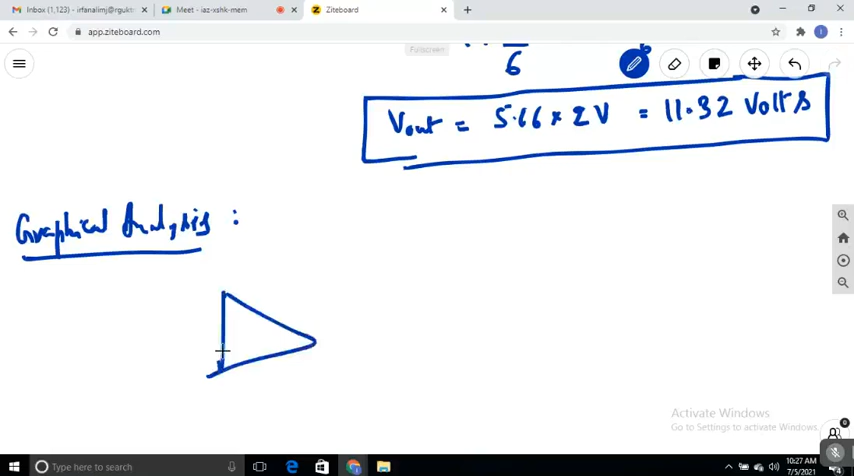 Inbox (1,123) - irfanalimj@rgukt
Meet - iaz-xshk-mem
Ziteboard
app.ziteboard.com
Fullscreen
6
Vout = 5.66 × 2 V = 11.32 Volts
Graphical Analysis :
Activate Windows
Go to Settings to activate Windows.
Type here to search
10:27 AM
7/5/2021